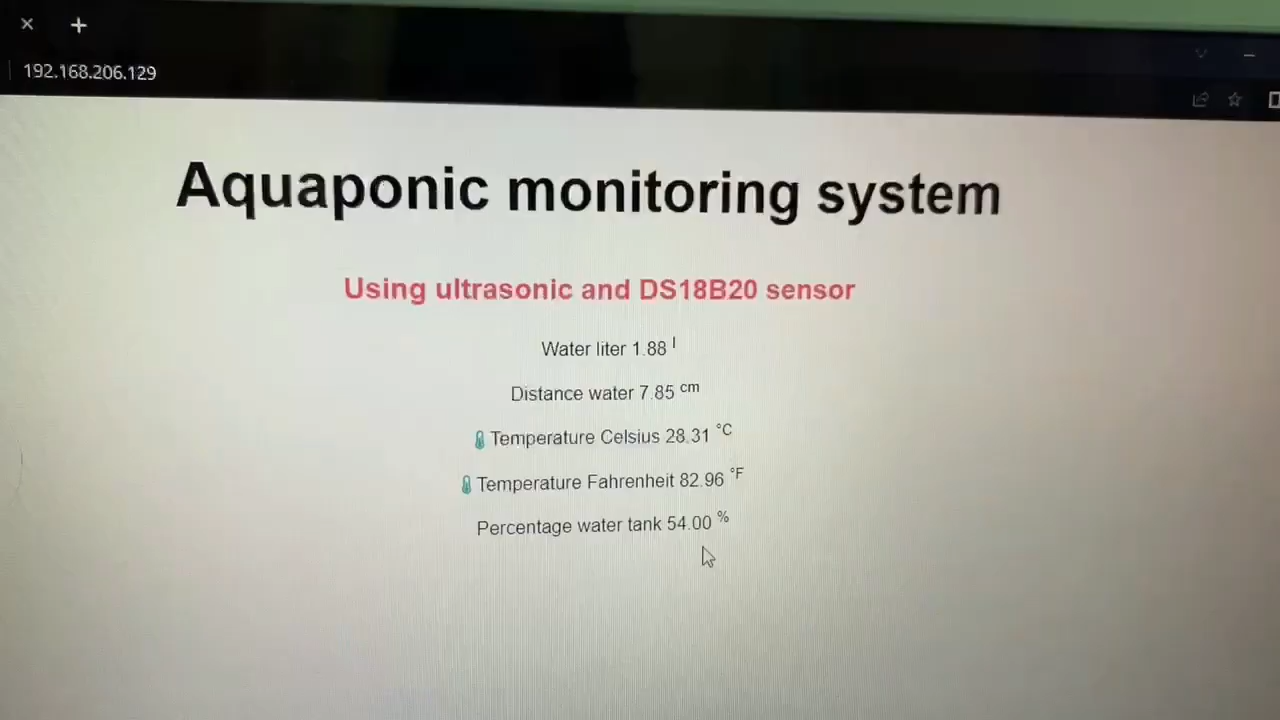 192.168.206.129
Aquaponic monitoring system
Using ultrasonic and DS18B20 sensor
Water liter 1.88 l
Distance water 7.85 cm
Temperature Celsius 28.31 °C
Temperature Fahrenheit 82.96 °F
Percentage water tank 54.00 %